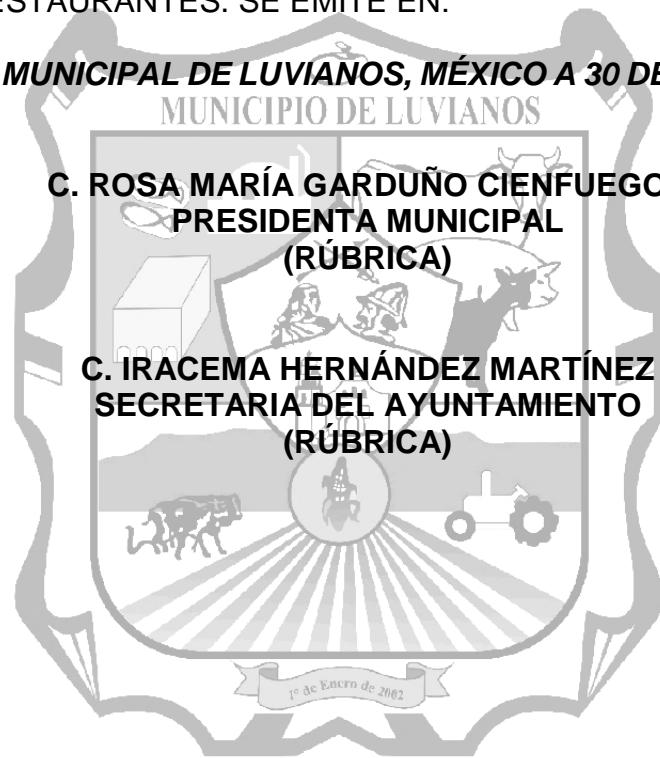 ESTAURANTES. SE EMITE EN:
MUNICIPAL DE LUVIANOS, MÉXICO A 30 DE
MUNICIPIO DE LUVIANOS
C. ROSA MARÍA GARDUÑO CIENFUEGO
PRESIDENTA MUNICIPAL
(RÚBRICA)
C. IRACEMA HERNÁNDEZ MARTÍNEZ
SECRETARIA DEL AYUNTAMIENTO
(RÚBRICA)
1º de Enero de 2002